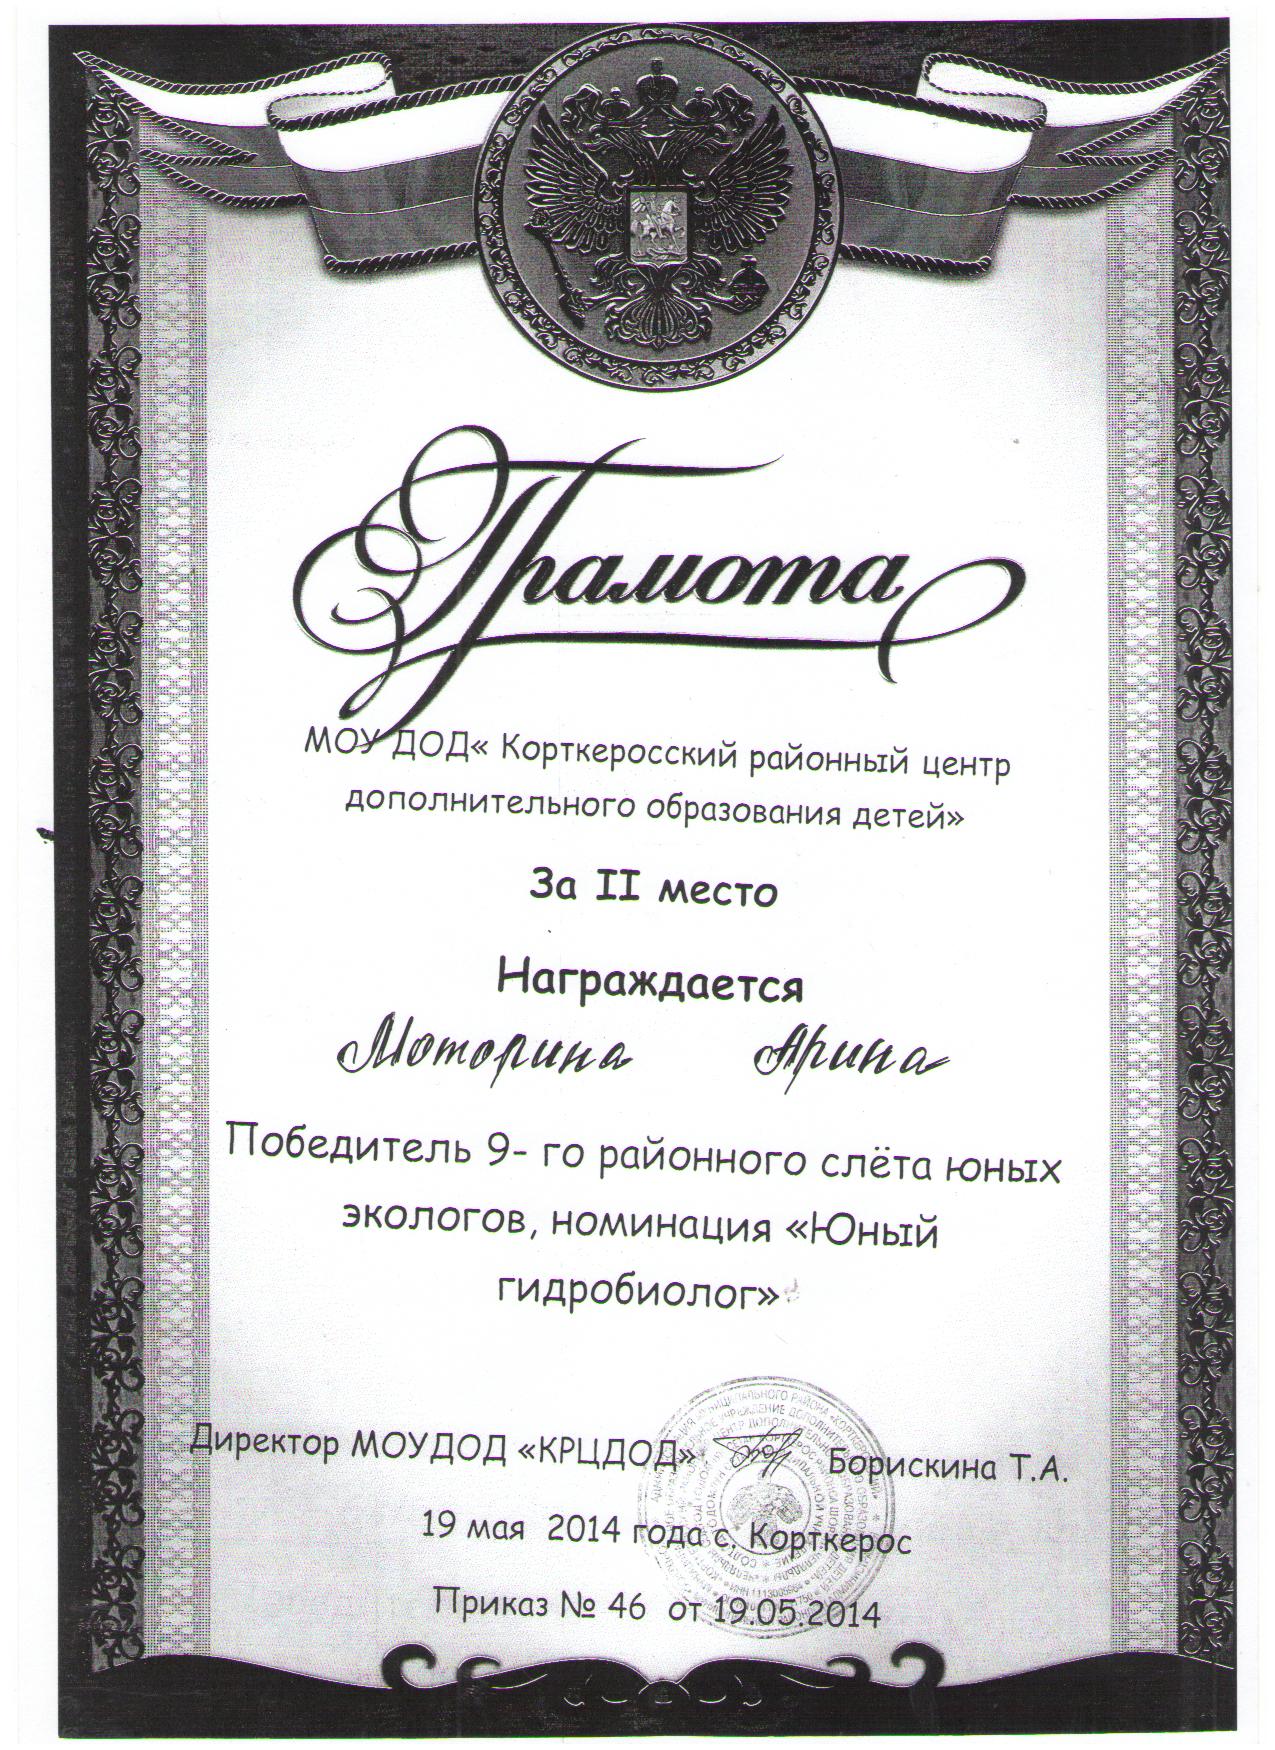 Грамота
МОУ ДОД« Корткеросский районный центр
дополнительного образования детей»
За II место
Награждается
Моторина Арина
Победитель 9- го районного слёта юных
экологов, номинация «Юный
гидробиолог»
Директор МОУДОД «КРЦДОД» Борискина Т.А.
19 мая 2014 года с. Корткерос
Приказ № 46 от 19.05.2014